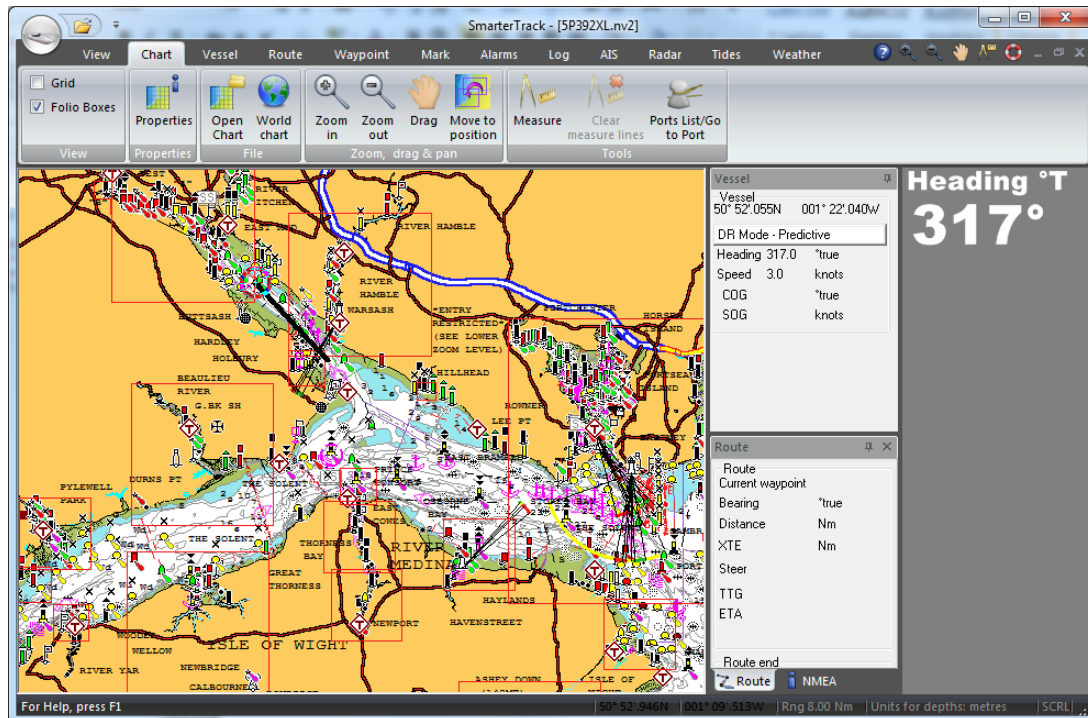 SmarterTrack - [5P392XL.nv2]
View Chart Vessel Route Waypoint Mark Alarms Log AIS Radar Tides Weather
Grid
Folio Boxes
Properties
Open Chart
World chart
Zoom in
Zoom out
Drag
Move to position
Measure
Clear measure lines
Ports List/Go to Port
View Properties File Zoom, drag & pan Tools
RIVER
RIVER HAMBLE
RIVER
HAMBLE
WARSASH
*ENTRY
RESTRICTED*
(SEE LOWER
ZOOM LEVEL)
HARDLEY
HOLBURY
BEAULIEU
RIVER
G.BK SH
HILLHEAD
ROWNER
LEE PT
PYLEWELL
PARK
DURNS PT
THE SOLENT
THE SOLENT
EAST
COWES
THORNESS
BAY
RIVER
MEDINA
GREAT
THORNESS
HAYLANDS
HAVENSTREET
NEWPORT
WELLOW
ISLE OF WIGHT
RIVER YAR
NEWBRIDGE
CALBOURNE
ASHEY DOWN
ISLE OF
Vessel
Vessel
50° 52.055N 001° 22.040W
DR Mode - Predictive
Heading 317.0 °true
Speed 3.0 knots
COG °true
SOG knots
Heading °T
317°
Route
Route
Current waypoint
Bearing °true
Distance Nm
XTE Nm
Steer
TTG
ETA
Route end
Route NMEA
For Help, press F1
50° 52.946N 001° 09.513W Rng 8.00 Nm Units for depths: metres SCRL